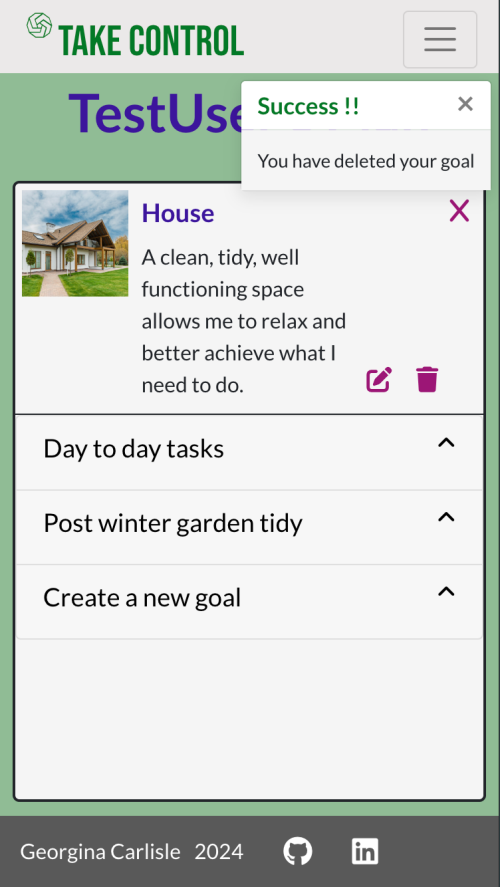 TAKE CONTROL
TestUse
Success !!
You have deleted your goal
House
A clean, tidy, well
functioning space
allows me to relax and
better achieve what I
need to do.
Day to day tasks
Post winter garden tidy
Create a new goal
Georgina Carlisle 2024